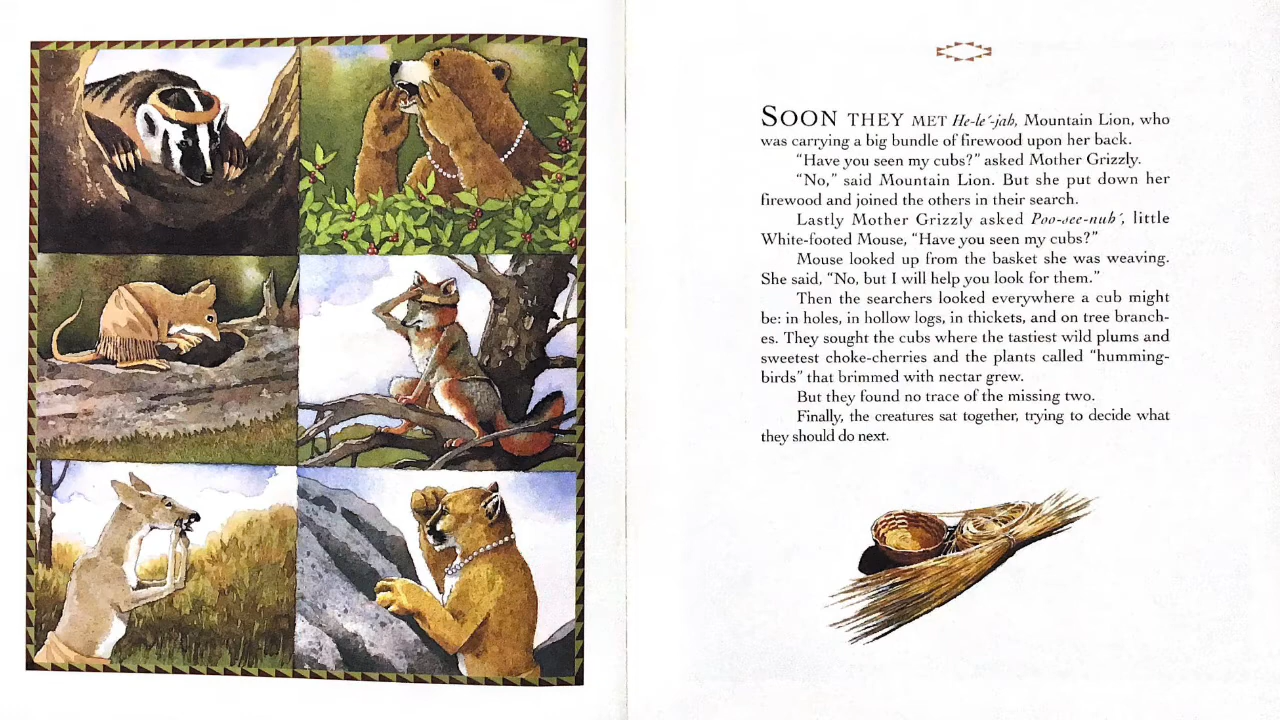 SOON THEY MET He-le´-jah, Mountain Lion, who
was carrying a big bundle of firewood upon her back.
"Have you seen my cubs?" asked Mother Grizzly.
"No," said Mountain Lion. But she put down her
firewood and joined the others in their search.
Lastly Mother Grizzly asked Poo-see-nuh´, little
White-footed Mouse, "Have you seen my cubs?"
Mouse looked up from the basket she was weaving.
She said, "No, but I will help you look for them."
Then the searchers looked everywhere a cub might
be: in holes, in hollow logs, in thickets, and on tree branch-
es. They sought the cubs where the tastiest wild plums and
sweetest choke-cherries and the plants called "humming-
birds" that brimmed with nectar grew.
But they found no trace of the missing two.
Finally, the creatures sat together, trying to decide what
they should do next.